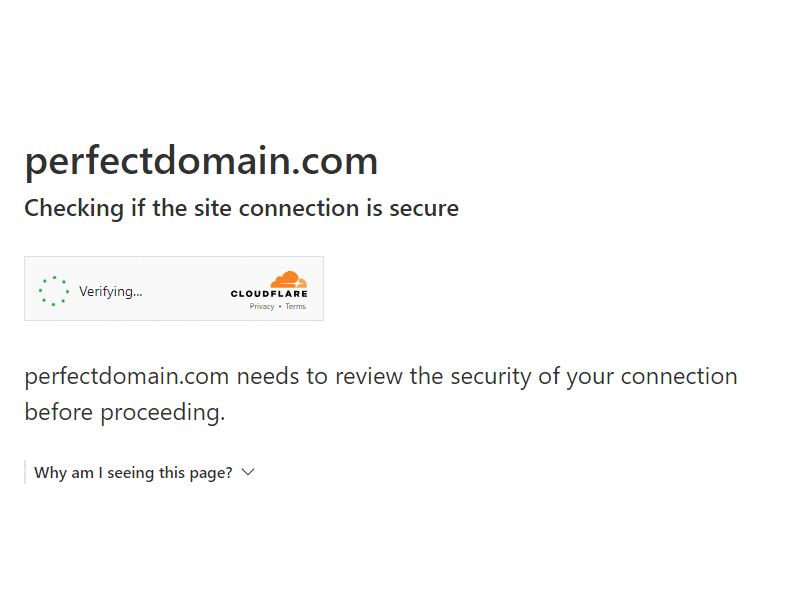 perfectdomain.com
Checking if the site connection is secure
Verifying...
CLOUDFLARE
Privacy • Terms
perfectdomain.com needs to review the security of your connection
before proceeding.
Why am I seeing this page?